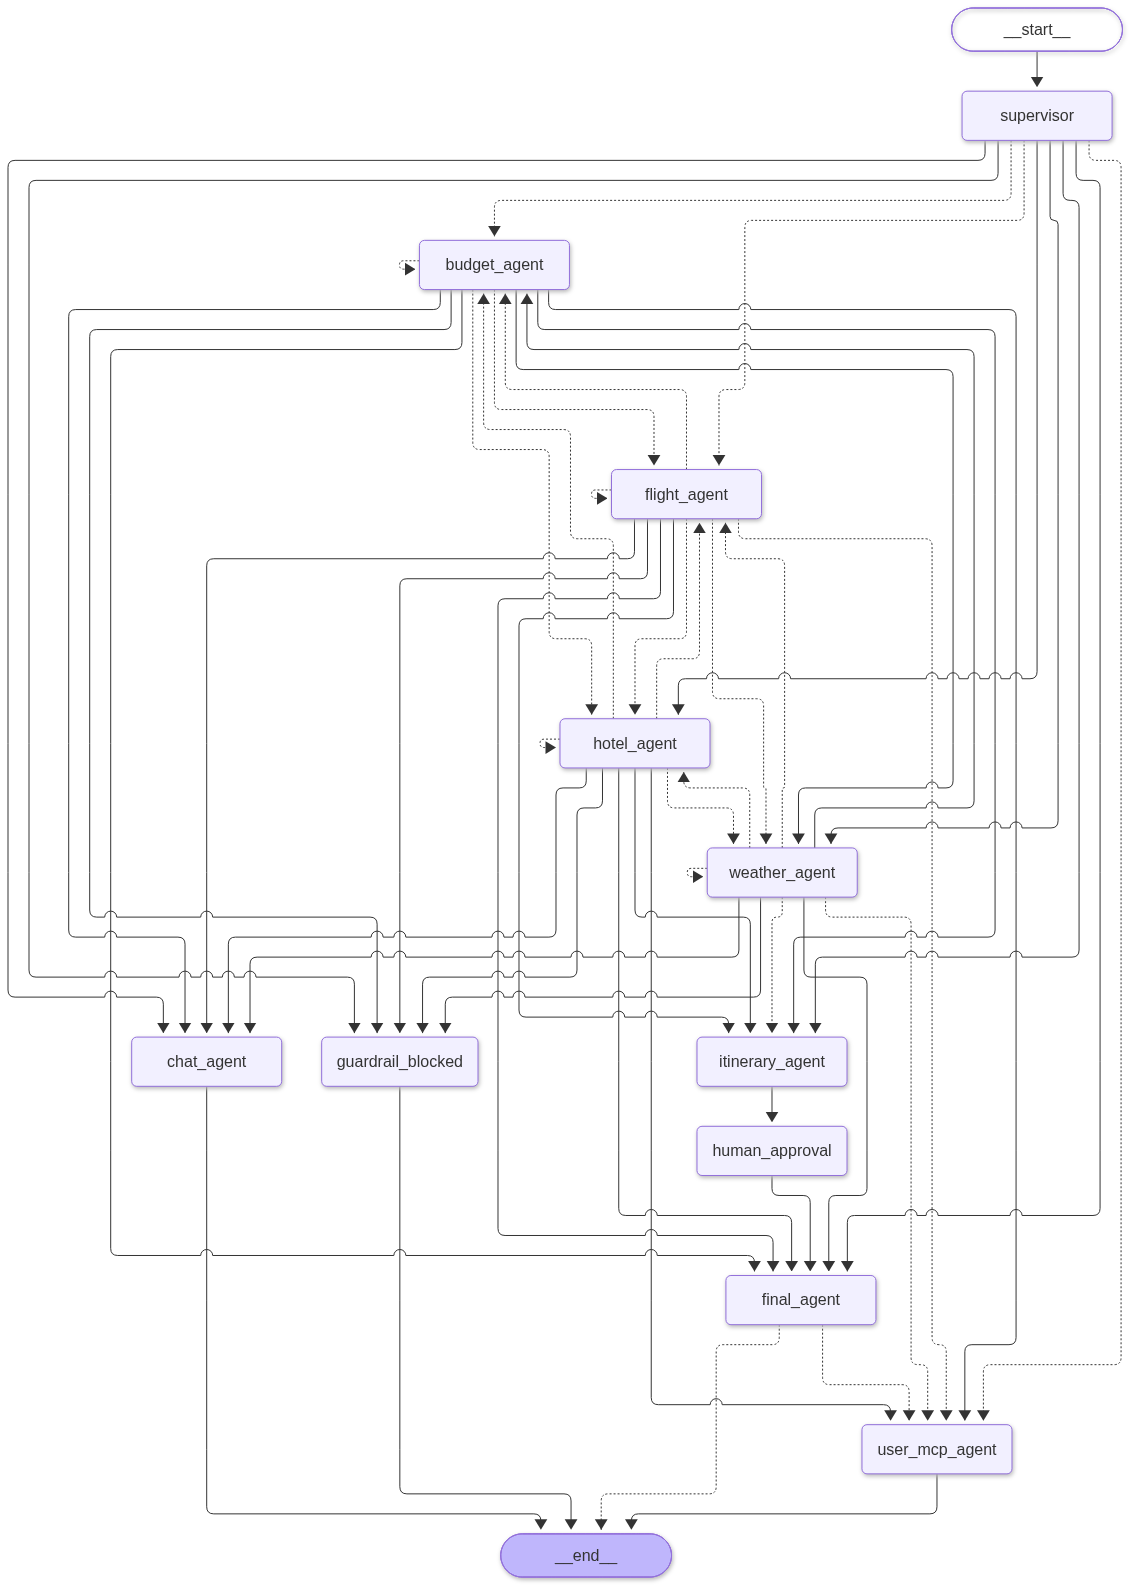 __start__
supervisor
budget_agent
flight_agent
hotel_agent
weather_agent
chat_agent
guardrail_blocked
itinerary_agent
human_approval
final_agent
user_mcp_agent
__end__